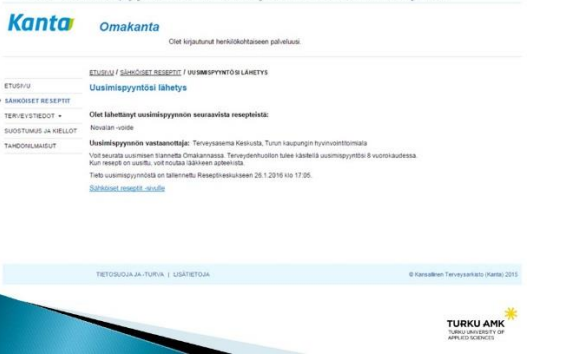 Kanta
Omakanta
Olet kirjautunut henkilökohtaiseen palveluusi.
ETUSIVU / SÄHKÖISET RESEPTIT / UUSIMISPYYNTÖSI LÄHETYS
ETUSIVU
SÄHKÖISET RESEPTIT
TERVEYSTIEDOT
SUOSTUMUS JA KIELLOT
TAHDONILMAISUT
Uusimispyyntösi lähetys
Olet lähettänyt uusimispyynnön seuraavista resepteistä:
Novalan -voide
Uusimispyynnön vastaanottaja: Terveysasema Keskusta, Turun kaupungin hyvinvointitoimiala
Voit seurata uusimisen tilannetta Omakannassa. Terveydenhuollon tulee käsitellä uusimispyyntösi 8 vuorokaudessa.
Kun resepti on uusittu, voit noutaa lääkkeen apteekista.
Tieto uusimispyynnöstä on tallennettu Reseptikeskukseen 26.1.2016 klo 17:05.
Sähköiset reseptit -sivulle
TIETOSUOJA JA -TURVA | LISÄTIETOJA
© Kansallinen Terveysarkisto (Kanta) 2015
TURKU AMK
TURKU UNIVERSITY OF
APPLIED SCIENCES